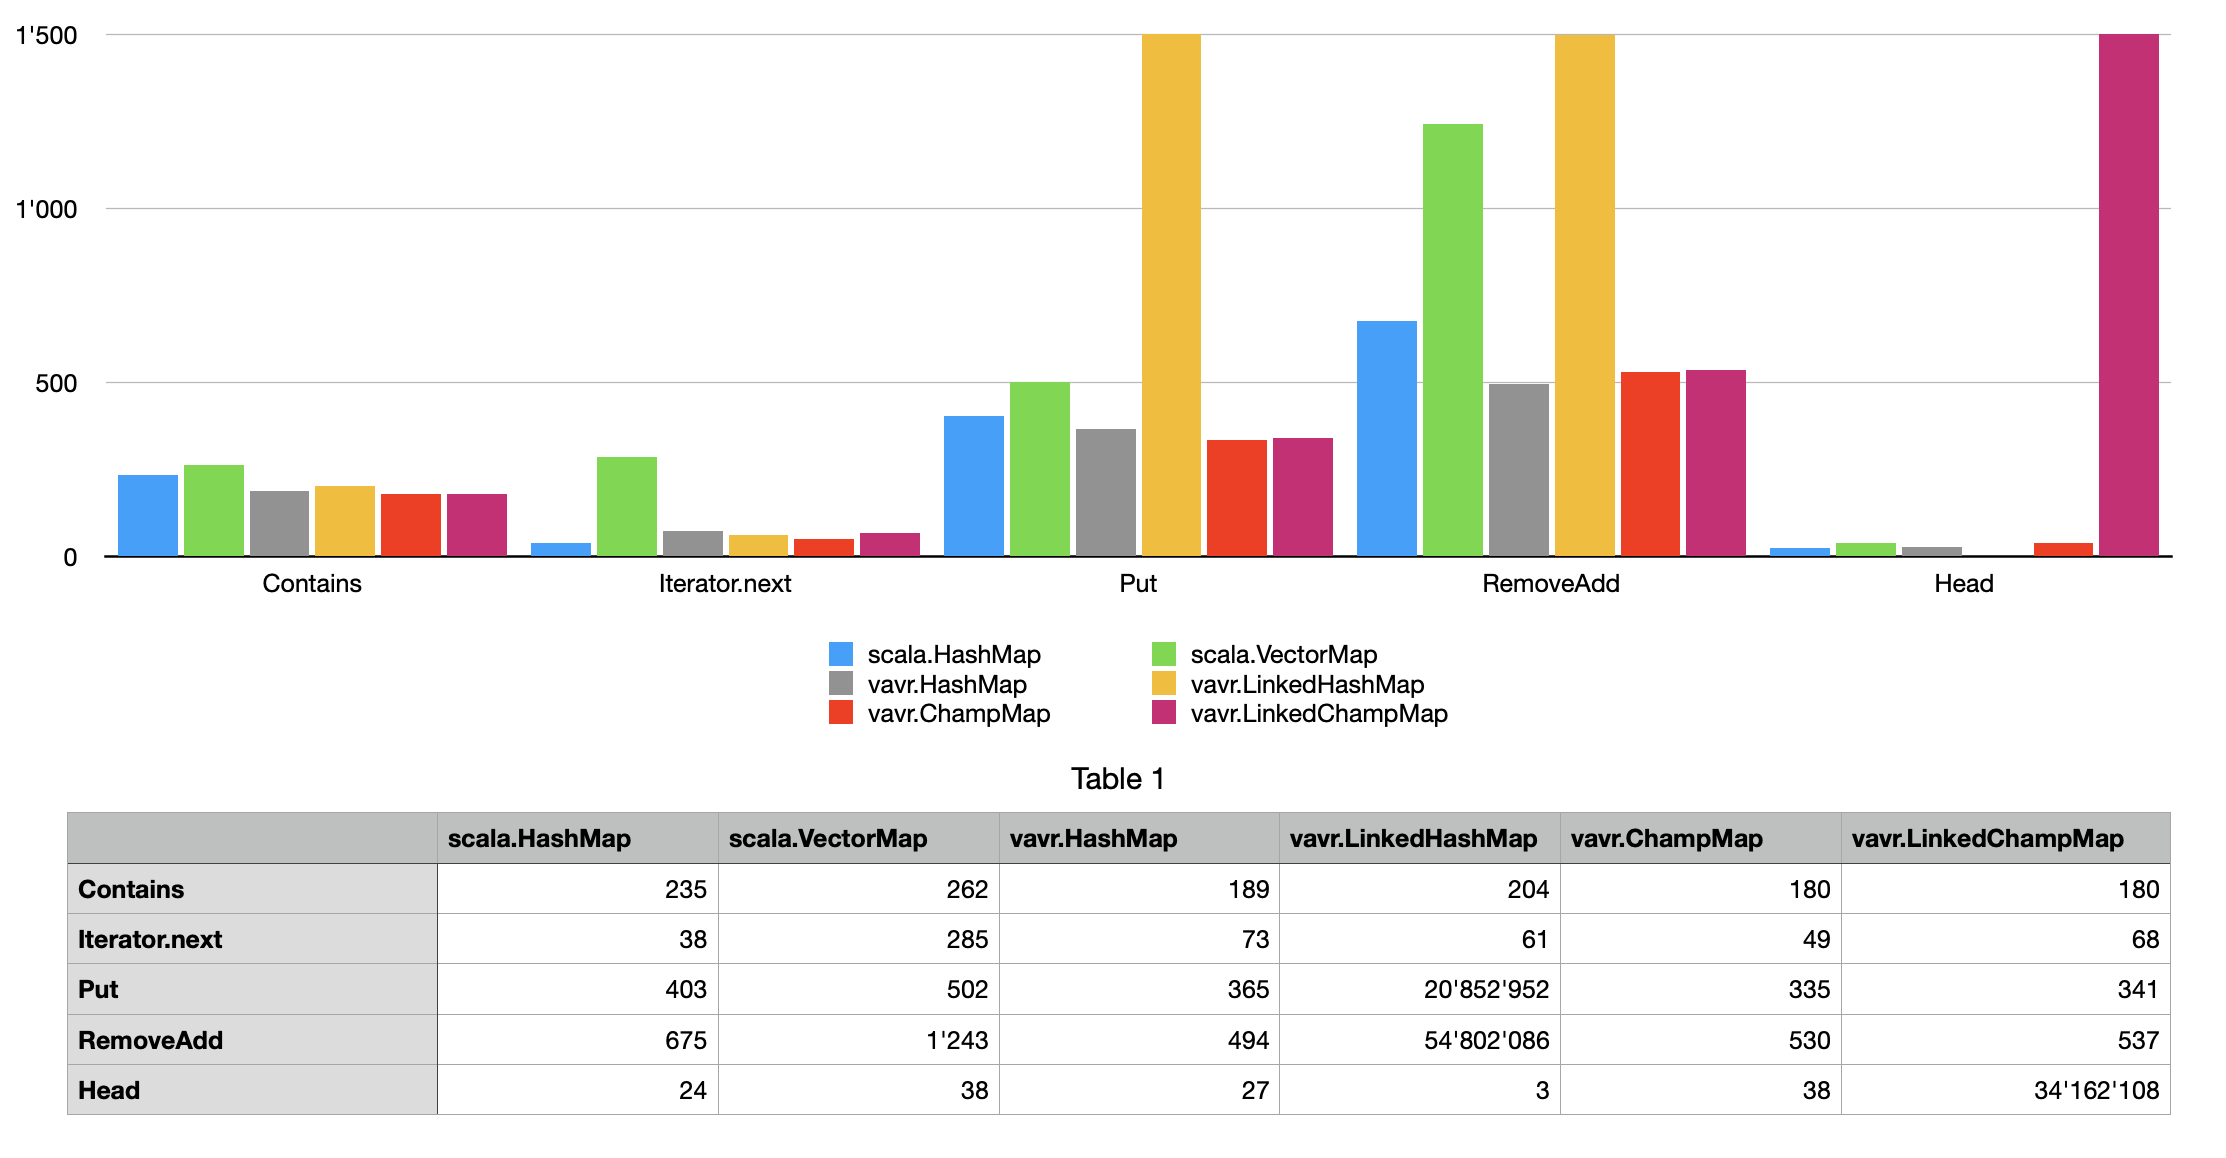 1'500
1'000
500
0
Contains Iterator.next Put RemoveAdd Head
scala.HashMap scala.VectorMap
vavr.HashMap vavr.LinkedHashMap
vavr.ChampMap vavr.LinkedChampMap
Table 1
scala.HashMap scala.VectorMap vavr.HashMap vavr.LinkedHashMap vavr.ChampMap vavr.LinkedChampMap
Contains 235 262 189 204 180 180
Iterator.next 38 285 73 61 49 68
Put 403 502 365 20'852'952 335 341
RemoveAdd 675 1'243 494 54'802'086 530 537
Head 24 38 27 3 38 34'162'108